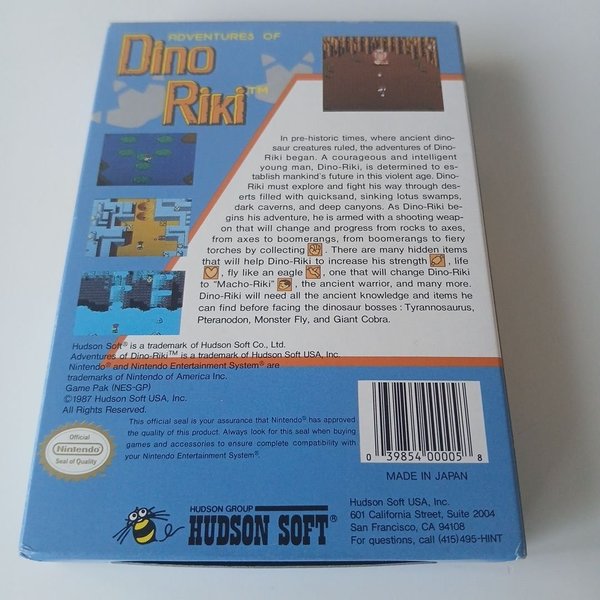 ADVENTURES OF
Dino
Riki™
In pre-historic times, where ancient dino-
saur creatures ruled, the adventures of Dino-
Riki began. A courageous and intelligent
young man, Dino-Riki, is determined to es-
tablish mankind's future in this violent age. Dino-
Riki must explore and fight his way through des-
erts filled with quicksand, sinking lotus swamps,
dark caverns, and deep canyons. As Dino-Riki be-
gins his adventure, he is armed with a shooting weap-
on that will change and progress from rocks to axes,
from axes to boomerangs, from boomerangs to fiery
torches by collecting . There are many hidden items
that will help Dino-Riki to increase his strength , life
, fly like an eagle , one that will change Dino-Riki
to "Macho-Riki" , the ancient warrior, and many more.
Dino-Riki will need all the ancient knowledge and items he
can find before facing the dinosaur bosses : Tyrannosaurus,
Pteranodon, Monster Fly, and Giant Cobra.
Hudson Soft® is a trademark of Hudson Soft Co., Ltd.
Adventures of Dino-Riki™ is a trademark of Hudson Soft USA, Inc.
Nintendo® and Nintendo Entertainment System® are
trademarks of Nintendo of America Inc.
Game Pak (NES-GP)
©1987 Hudson Soft USA, Inc.
All Rights Reserved.
Official
Nintendo®
Seal of Quality
This official seal is your assurance that Nintendo® has approved
the quality of this product. Always look for this seal when buying
games and accessories to ensure complete compatibility with
your Nintendo Entertainment System®.
0 39854 00005 8
MADE IN JAPAN
HUDSON GROUP
HUDSON SOFT®
Hudson Soft USA, Inc.
601 California Street, Suite 2004
San Francisco, CA 94108
For questions, call (415)495-HINT